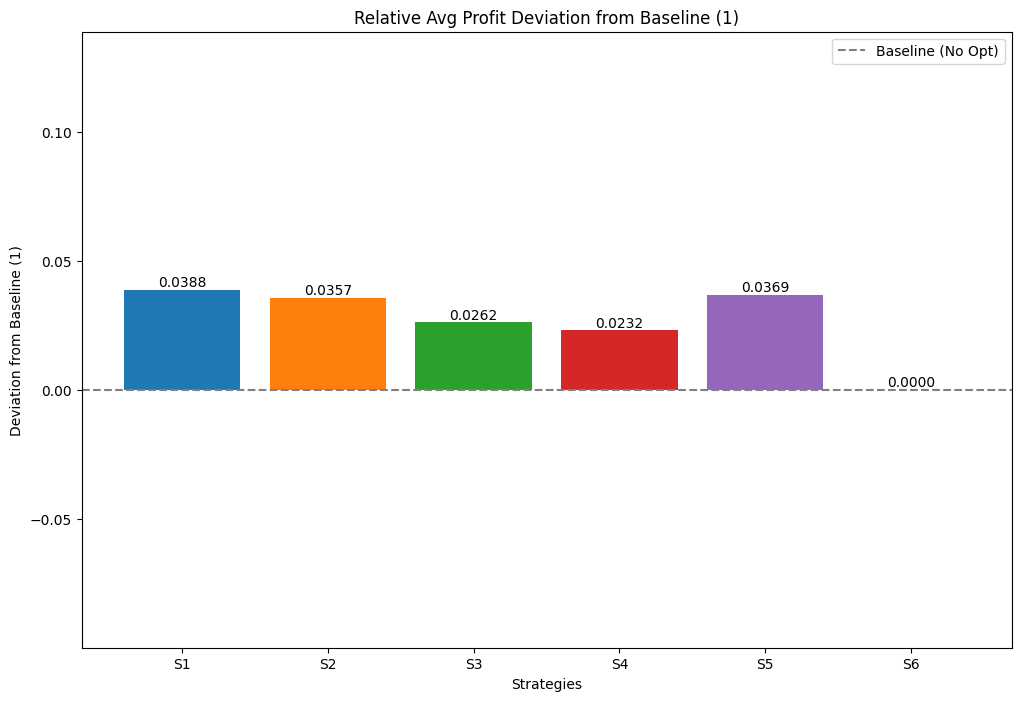 Relative Avg Profit Deviation from Baseline (1)
Baseline (No Opt)
Deviation from Baseline (1)
0.10
0.05
0.00
−0.05
0.0388
0.0357
0.0262
0.0232
0.0369
0.0000
S1
S2
S3
S4
S5
S6
Strategies